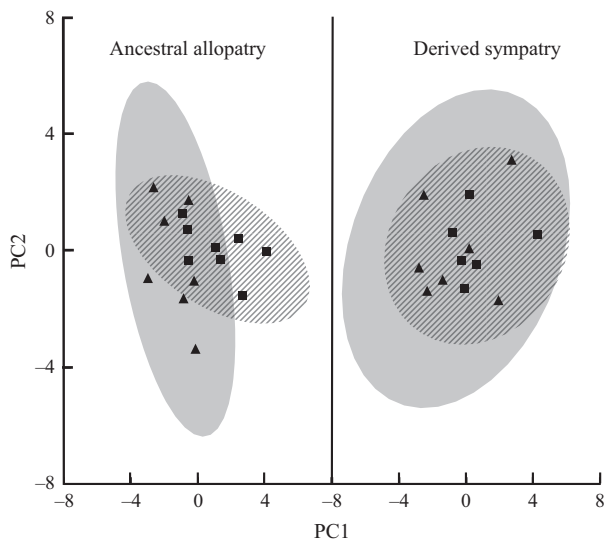 8
Ancestral allopatry
Derived sympatry
4
PC2
0
–4
–8
–8 –4 0 4 –8 –4 0 4 8
PC1